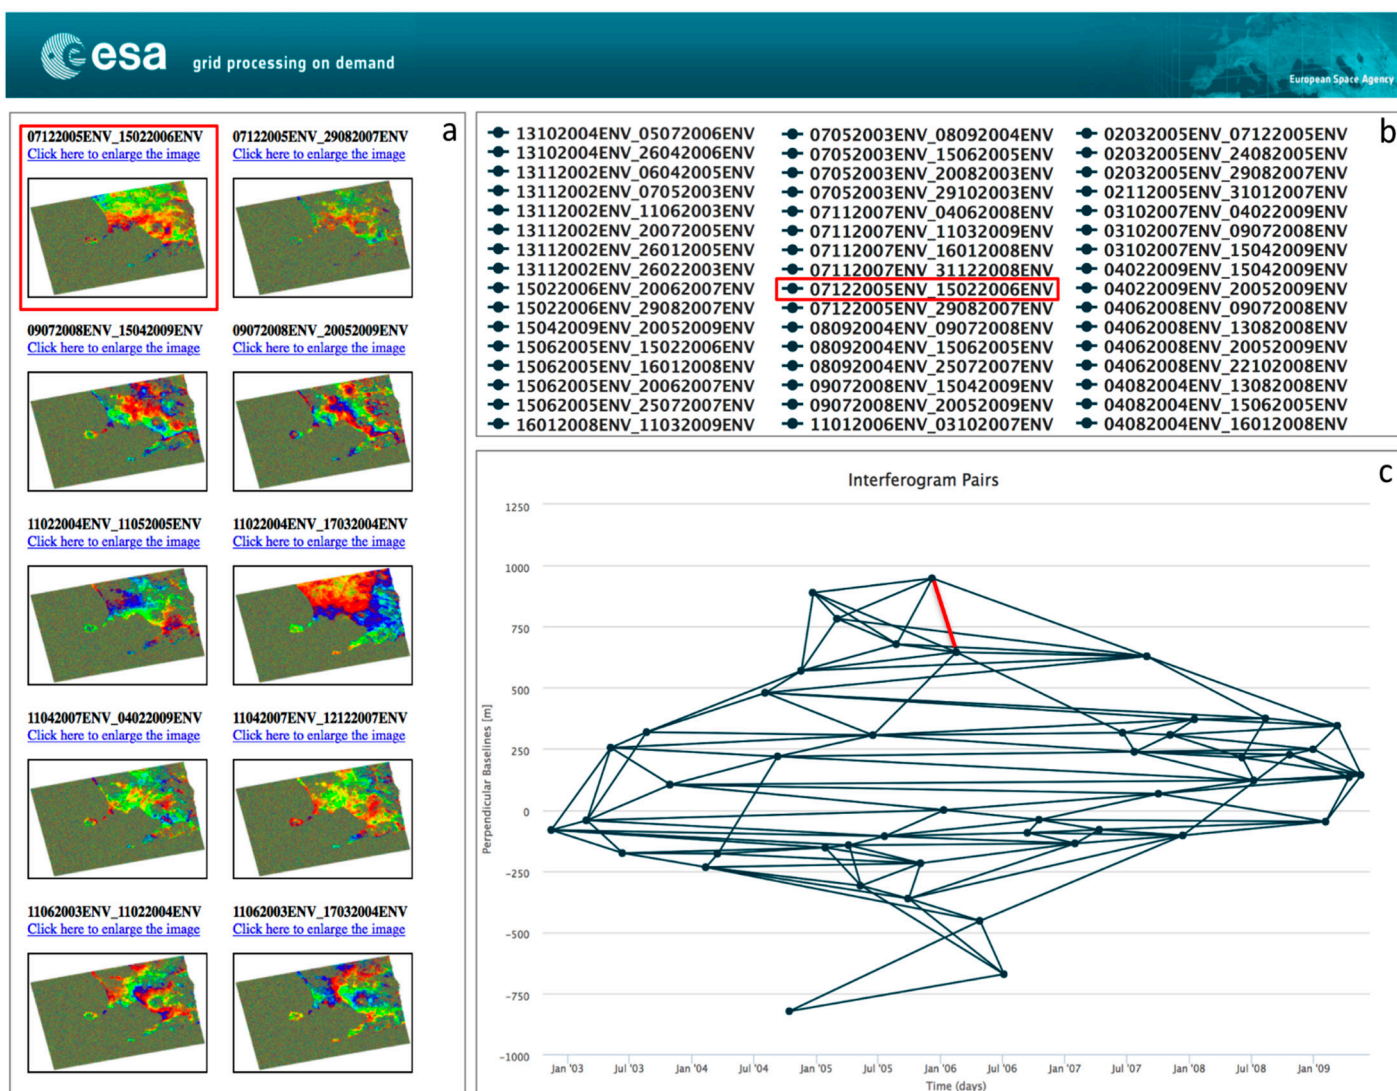 esa grid processing on demand
European Space Agency
a
07122005ENV_15022006ENV 07122005ENV_29082007ENV
Click here to enlarge the image Click here to enlarge the image
09072008ENV_15042009ENV 09072008ENV_20052009ENV
Click here to enlarge the image Click here to enlarge the image
11022004ENV_11052005ENV 11022004ENV_17032004ENV
Click here to enlarge the image Click here to enlarge the image
11042007ENV_04022009ENV 11042007ENV_12122007ENV
Click here to enlarge the image Click here to enlarge the image
11062003ENV_11022004ENV 11062003ENV_17032004ENV
Click here to enlarge the image Click here to enlarge the image
b
13102004ENV_05072006ENV 07052003ENV_08092004ENV 02032005ENV_07122005ENV
13102004ENV_26042006ENV 07052003ENV_15062005ENV 02032005ENV_24082005ENV
13112002ENV_06042005ENV 07052003ENV_20082003ENV 02032005ENV_29082007ENV
13112002ENV_07052003ENV 07052003ENV_29102003ENV 02112005ENV_31012007ENV
13112002ENV_11062003ENV 07112007ENV_04062008ENV 03102007ENV_04022009ENV
13112002ENV_20072005ENV 07112007ENV_11032009ENV 03102007ENV_09072008ENV
13112002ENV_26012005ENV 07112007ENV_16012008ENV 03102007ENV_15042009ENV
13112002ENV_26022003ENV 07112007ENV_31122008ENV 04022009ENV_15042009ENV
15022006ENV_20062007ENV 07122005ENV_15022006ENV 04022009ENV_20052009ENV
15022006ENV_29082007ENV 07122005ENV_29082007ENV 04062008ENV_09072008ENV
15042009ENV_20052009ENV 08092004ENV_09072008ENV 04062008ENV_13082008ENV
15062005ENV_15022006ENV 08092004ENV_15062005ENV 04062008ENV_20052009ENV
15062005ENV_16012008ENV 08092004ENV_25072007ENV 04062008ENV_22102008ENV
15062005ENV_20062007ENV 09072008ENV_15042009ENV 04082004ENV_13082008ENV
15062005ENV_25072007ENV 09072008ENV_20052009ENV 04082004ENV_15062005ENV
16012008ENV_11032009ENV 11012006ENV_03102007ENV 04082004ENV_16012008ENV
c
Interferogram Pairs
Perpendicular Baselines [m]
1250
1000
750
500
250
0
-250
-500
-750
-1000
Jan '03 Jul '03 Jan '04 Jul '04 Jan '05 Jul '05 Jan '06 Jul '06 Jan '07 Jul '07 Jan '08 Jul '08 Jan '09
Time (days)